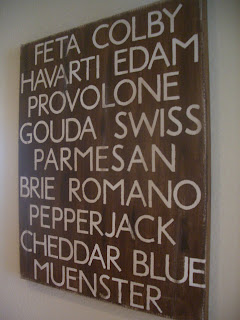 FETA COLBY
HAVARTI EDAM
PROVOLONE
GOUDA SWISS
PARMESAN
BRIE ROMANO
PEPPERJACK
CHEDDAR BLUE
MUENSTER